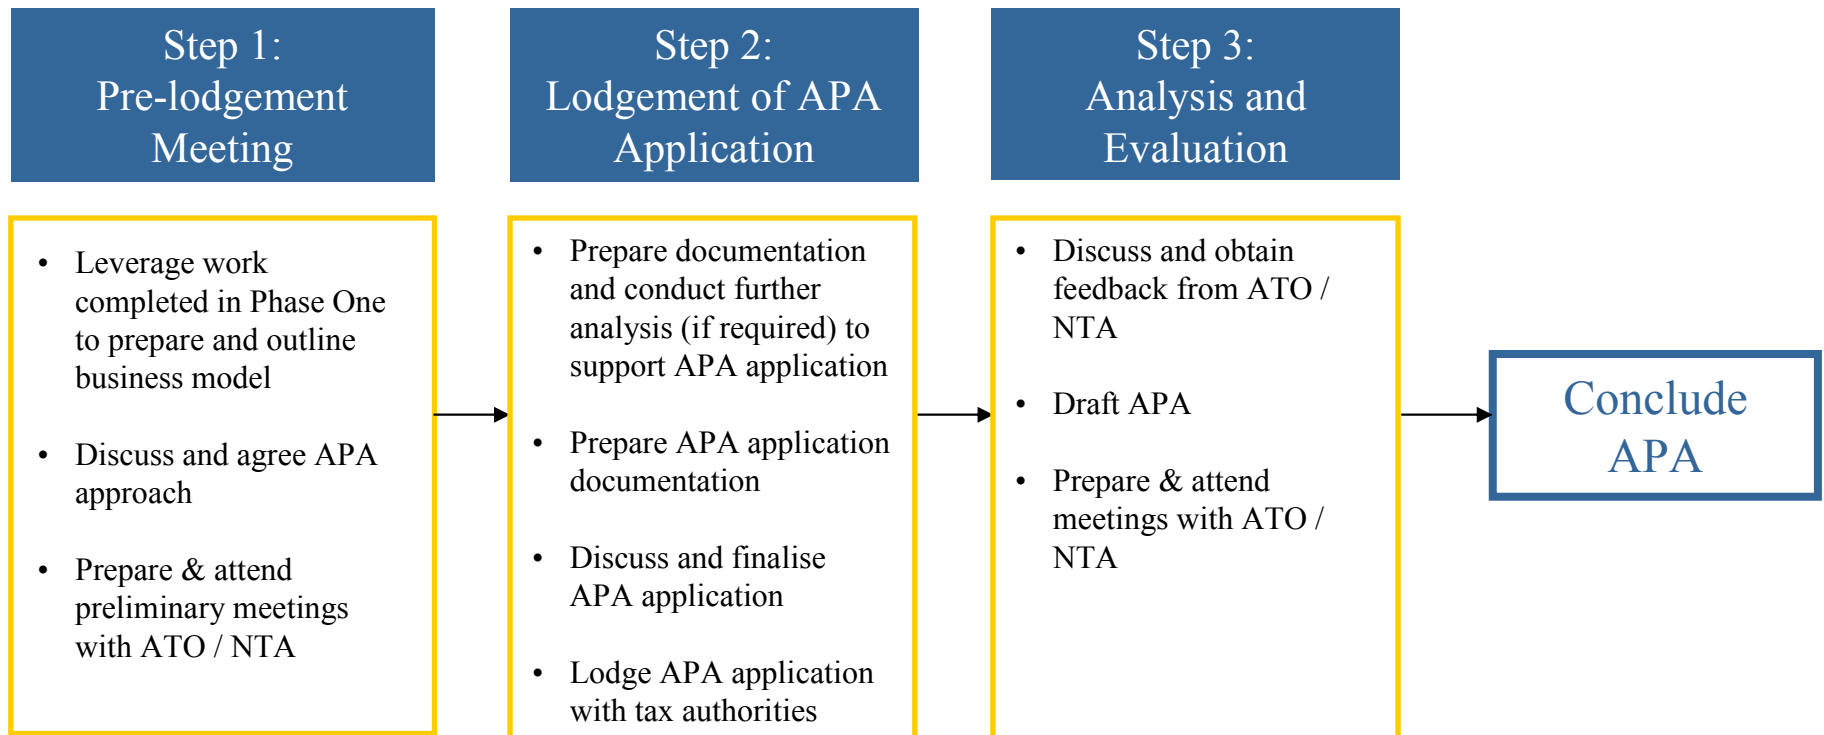 Step 1:
Pre-lodgement
Meeting
Step 2:
Lodgement of APA
Application
Step 3:
Analysis and
Evaluation
• Leverage work
completed in Phase One
to prepare and outline
business model
• Discuss and agree APA
approach
• Prepare & attend
preliminary meetings
with ATO / NTA
• Prepare documentation
and conduct further
analysis (if required) to
support APA application
• Prepare APA application
documentation
• Discuss and finalise
APA application
• Lodge APA application
with tax authorities
• Discuss and obtain
feedback from ATO /
NTA
• Draft APA
• Prepare & attend
meetings with ATO /
NTA
Conclude
APA